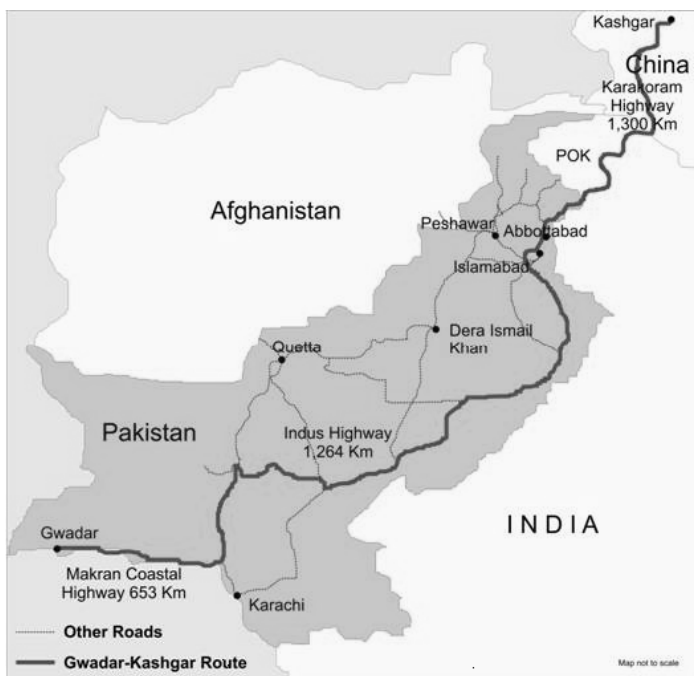 Kashgar
China
Karakoram
Highway
1,300 Km
POK
Afghanistan
Peshawar
Abbottabad
Islamabad
Dera Ismail
Khan
Quetta
Pakistan
Indus Highway
1,264 Km
INDIA
Gwadar
Makran Coastal
Highway 653 Km
Karachi
Other Roads
Gwadar-Kashgar Route
Map not to scale